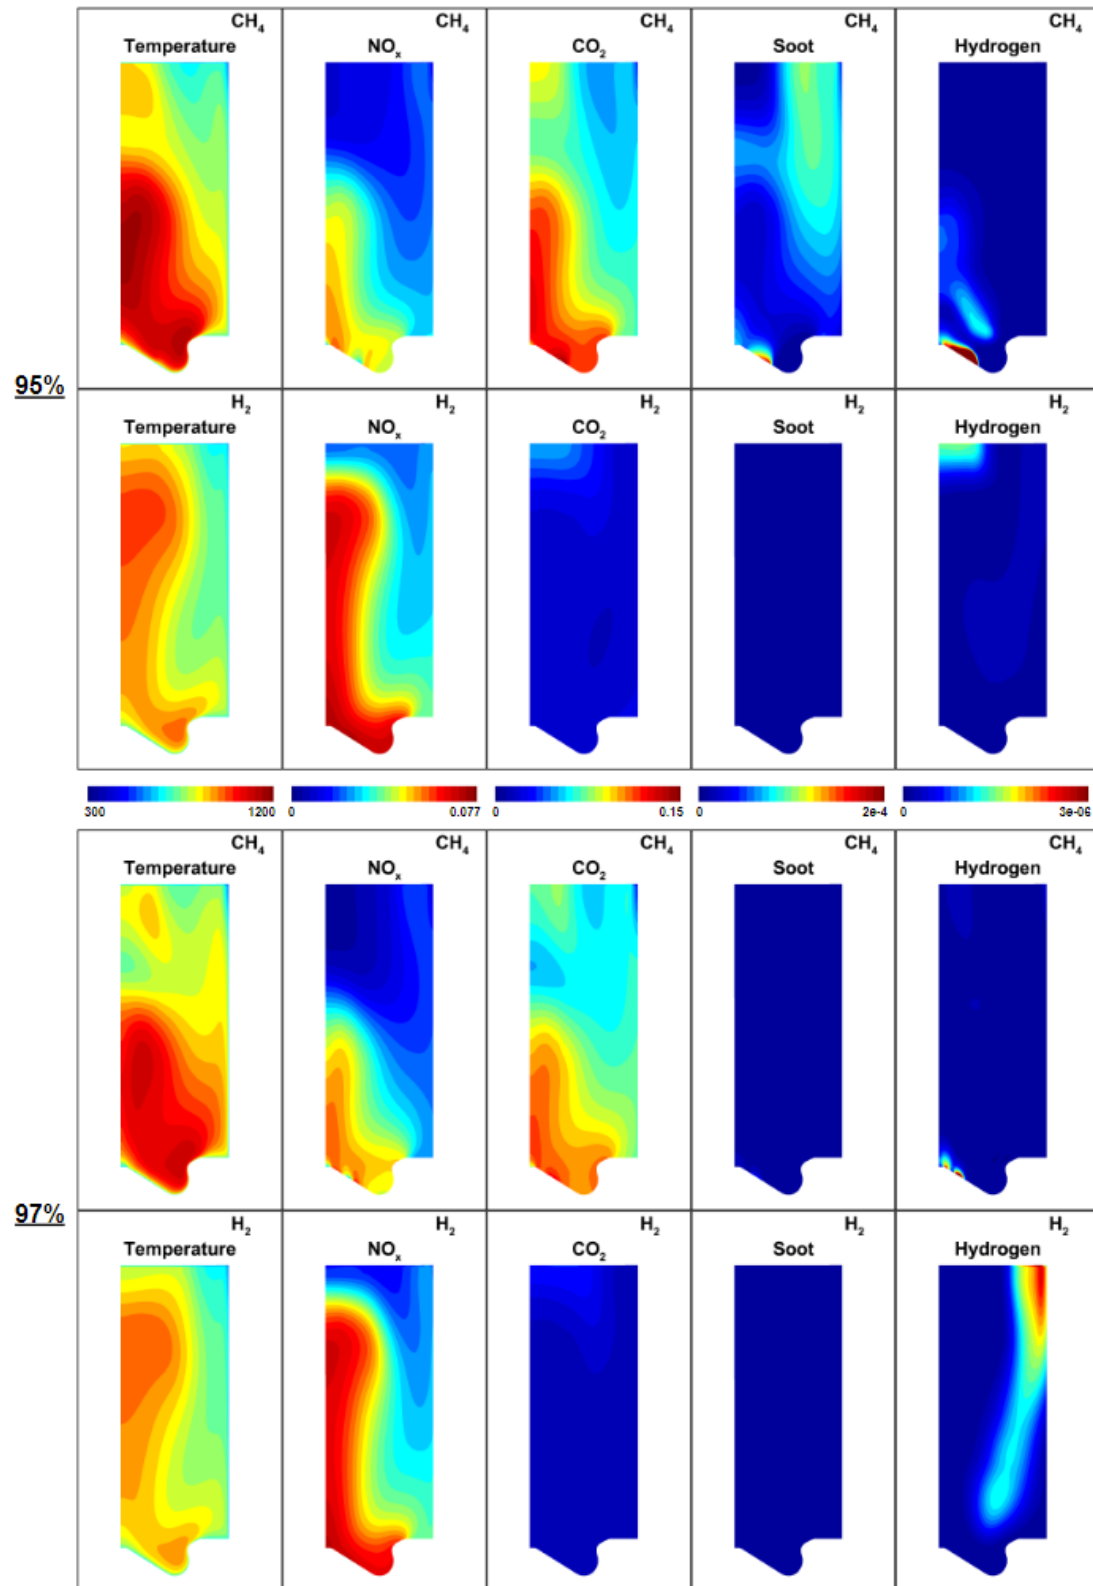 CH₄ CH₄ CH₄ CH₄ CH₄
Temperature NOₓ CO₂ Soot Hydrogen
95%
H₂ H₂ H₂ H₂ H₂
Temperature NOₓ CO₂ Soot Hydrogen
300 1200 0 0.077 0 0.15 0 2e-4 0 3e-06
CH₄ CH₄ CH₄ CH₄ CH₄
Temperature NOₓ CO₂ Soot Hydrogen
97%
H₂ H₂ H₂ H₂ H₂
Temperature NOₓ CO₂ Soot Hydrogen